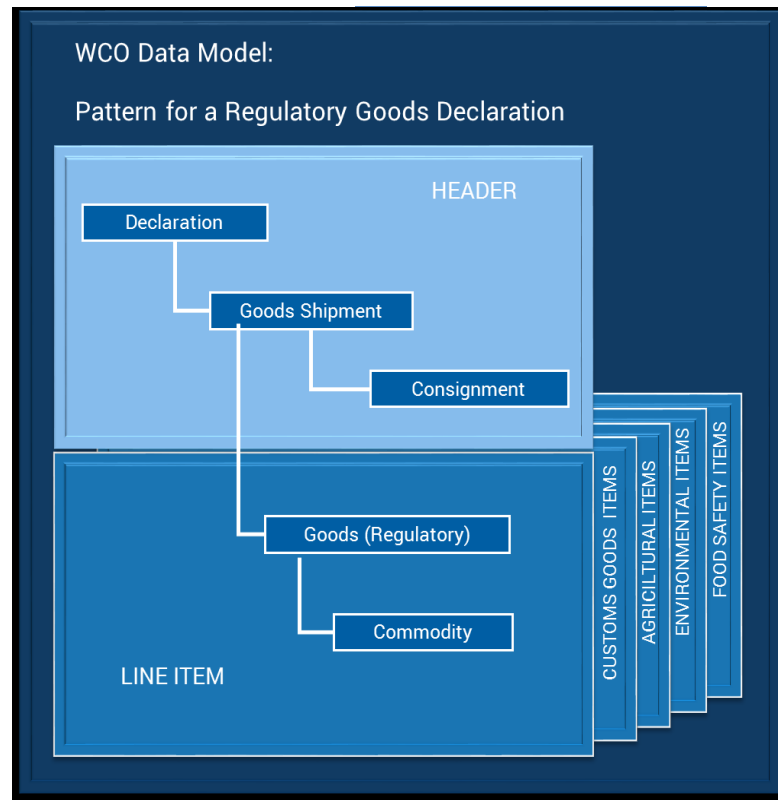 WCO Data Model:
Pattern for a Regulatory Goods Declaration
HEADER
Declaration
Goods Shipment
Consignment
Goods (Regulatory)
Commodity
LINE ITEM
CUSTOMS GOODS ITEMS
AGRICILTURAL ITEMS
ENVIRONMENTAL ITEMS
FOOD SAFETY ITEMS